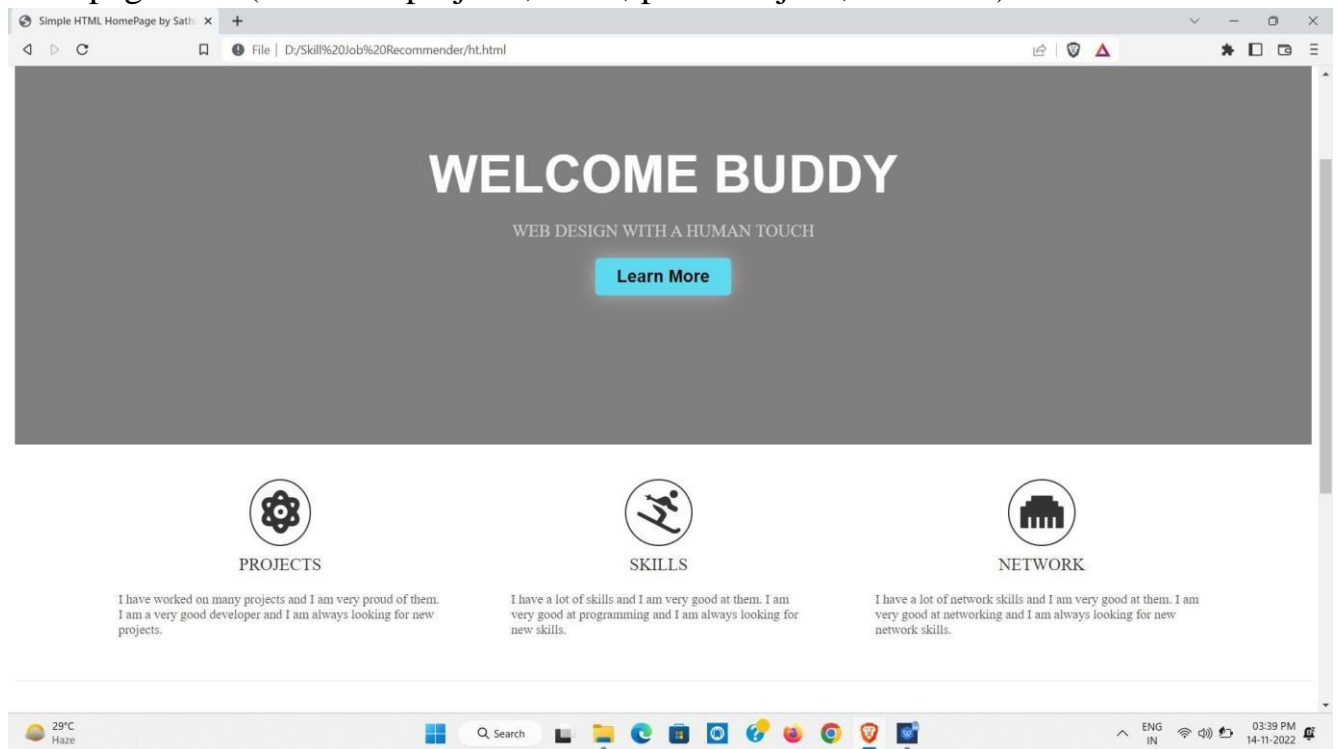 Simple HTML HomePage by Sath
File | D:/Skill%20Job%20Recommender/ht.html
WELCOME BUDDY
WEB DESIGN WITH A HUMAN TOUCH
Learn More
PROJECTS
I have worked on many projects and I am very proud of them.
I am a very good developer and I am always looking for new
projects.
SKILLS
I have a lot of skills and I am very good at them. I am
very good at programming and I am always looking for
new skills.
NETWORK
I have a lot of network skills and I am very good at them. I am
very good at networking and I am always looking for new
network skills.
29°C
Haze
Search
ENG
IN
03:39 PM
14-11-2022